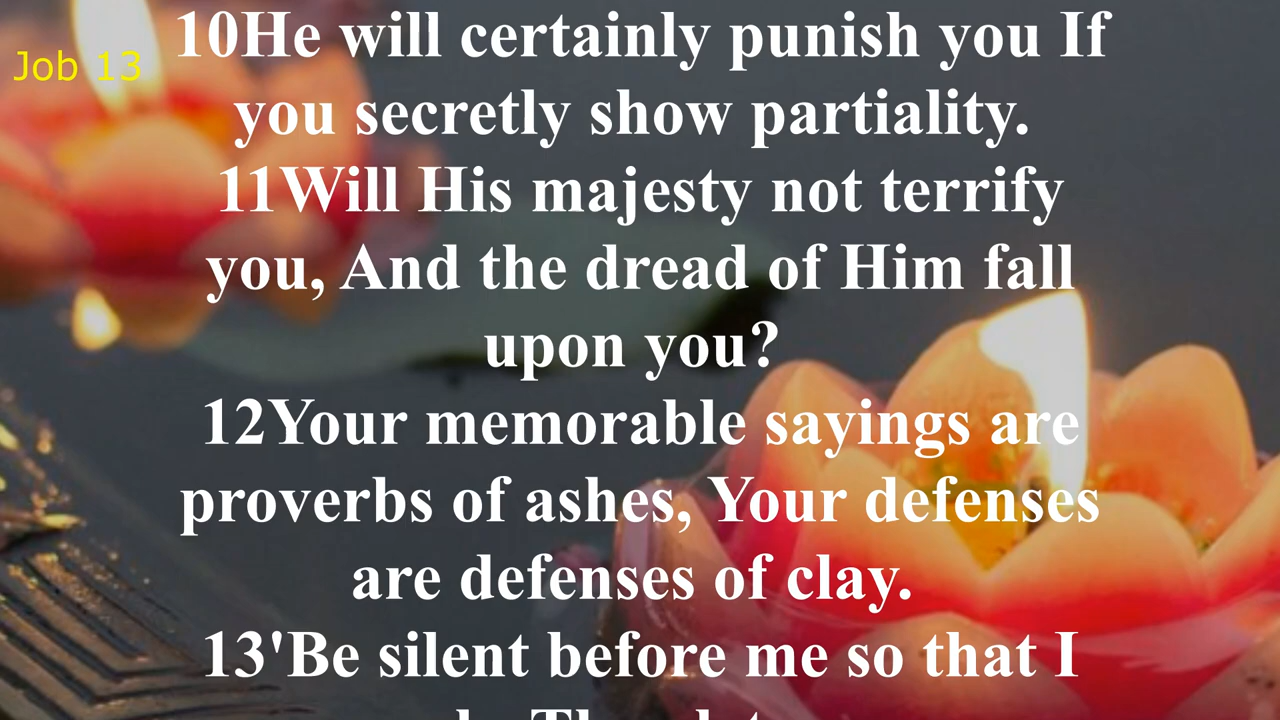 Job 13
10He will certainly punish you If
you secretly show partiality.
11Will His majesty not terrify
you, And the dread of Him fall
upon you?
12Your memorable sayings are
proverbs of ashes, Your defenses
are defenses of clay.
13'Be silent before me so that I